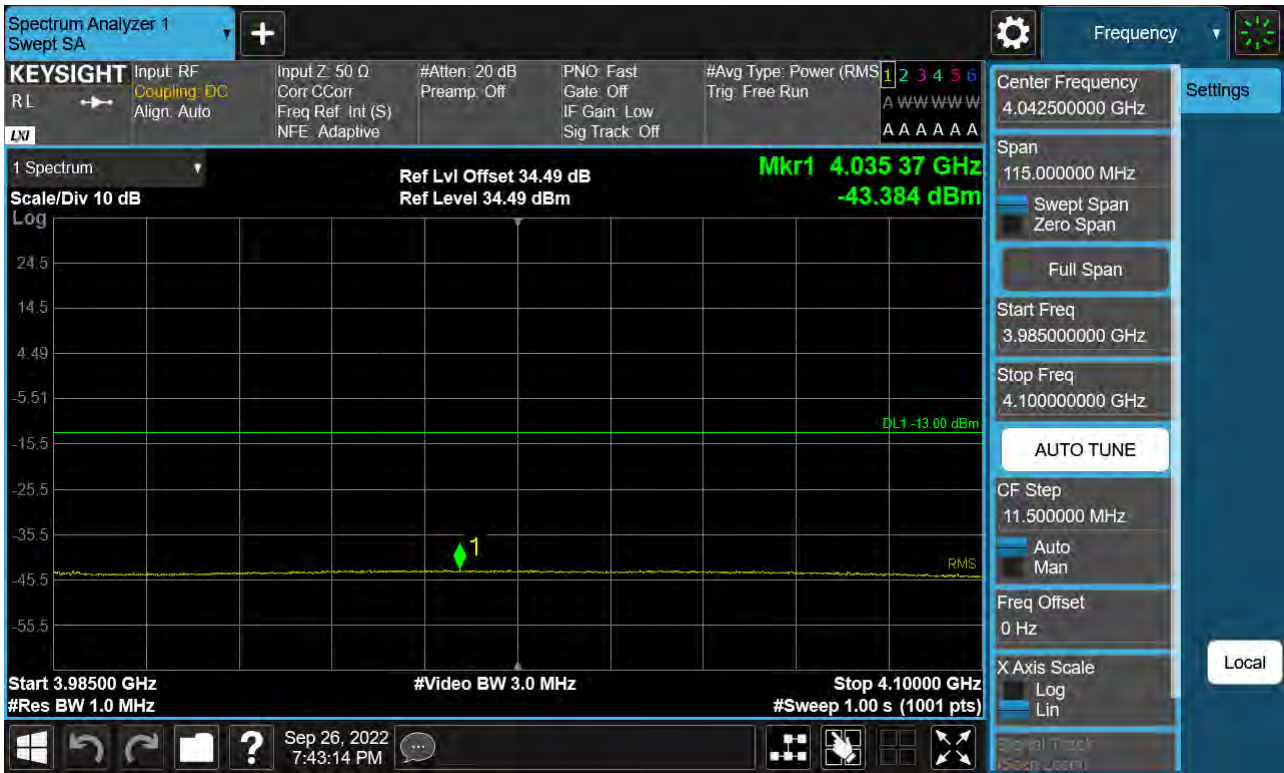 Spectrum Analyzer 1
Swept SA
+
Frequency
KEYSIGHT
RL
LXI
Input: RF
Coupling: DC
Align: Auto
Input Z: 50 Ω
Corr CCorr
Freq Ref: Int (S)
NFE: Adaptive
#Atten: 20 dB
Preamp: Off
PNO: Fast
Gate: Off
IF Gain: Low
Sig Track: Off
#Avg Type: Power (RMS
Trig: Free Run
1 2 3 4 5 6
A W W W W W
A A A A A A
1 Spectrum
Scale/Div 10 dB
Log
Ref Lvl Offset 34.49 dB
Ref Level 34.49 dBm
Mkr1 4.035 37 GHz
-43.384 dBm
24.5
14.5
4.49
-5.51
DL1 -13.00 dBm
-15.5
-25.5
-35.5
1
RMS
-45.5
-55.5
Start 3.98500 GHz
#Video BW 3.0 MHz
Stop 4.10000 GHz
#Res BW 1.0 MHz
#Sweep 1.00 s (1001 pts)
Center Frequency
4.042500000 GHz
Settings
Span
115.000000 MHz
Swept Span
Zero Span
Full Span
Start Freq
3.985000000 GHz
Stop Freq
4.100000000 GHz
AUTO TUNE
CF Step
11.500000 MHz
Auto
Man
Freq Offset
0 Hz
X Axis Scale
Log
Lin
Signal Track
(Span Zoom)
Local
?
Sep 26, 2022
7:43:14 PM